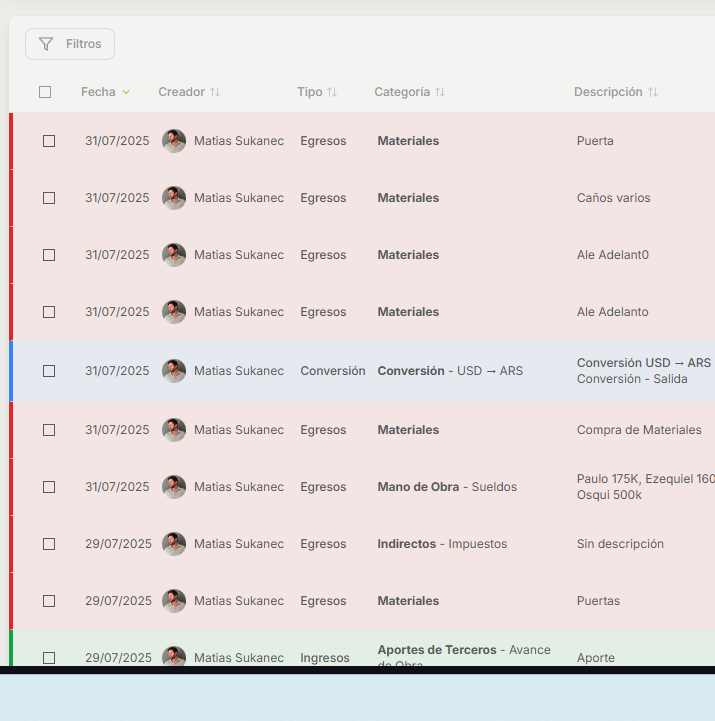 Filtros
Fecha Creador Tipo Categoría Descripción
31/07/2025 Matias Sukanec Egresos Materiales Puerta
31/07/2025 Matias Sukanec Egresos Materiales Caños varios
31/07/2025 Matias Sukanec Egresos Materiales Ale Adelant0
31/07/2025 Matias Sukanec Egresos Materiales Ale Adelanto
31/07/2025 Matias Sukanec Conversión Conversión - USD → ARS Conversión USD → ARS
Conversión - Salida
31/07/2025 Matias Sukanec Egresos Materiales Compra de Materiales
31/07/2025 Matias Sukanec Egresos Mano de Obra - Sueldos Paulo 175K, Ezequiel 160
Osqui 500k
29/07/2025 Matias Sukanec Egresos Indirectos - Impuestos Sin descripción
29/07/2025 Matias Sukanec Egresos Materiales Puertas
29/07/2025 Matias Sukanec Ingresos Aportes de Terceros - Avance Aporte
de Obra